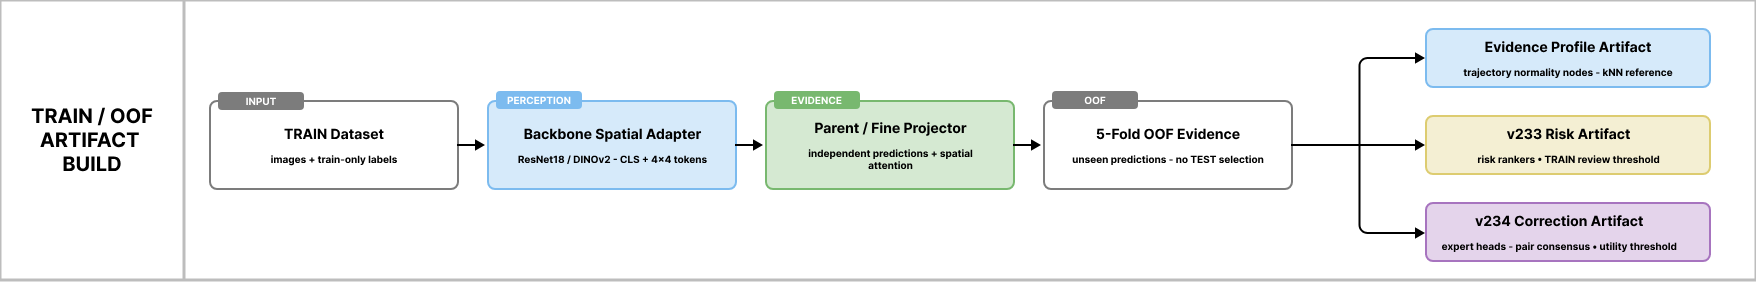 TRAIN / OOF
ARTIFACT
BUILD
INPUT
TRAIN Dataset
images + train-only labels
PERCEPTION
Backbone Spatial Adapter
ResNet18 / DINOv2 - CLS + 4×4 tokens
EVIDENCE
Parent / Fine Projector
independent predictions + spatial
attention
OOF
5-Fold OOF Evidence
unseen predictions - no TEST selection
Evidence Profile Artifact
trajectory normality nodes - kNN reference
v233 Risk Artifact
risk rankers • TRAIN review threshold
v234 Correction Artifact
expert heads - pair consensus • utility threshold